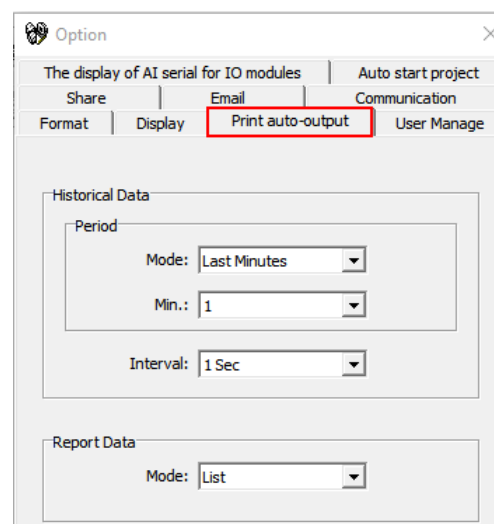 Option
The display of AI serial for IO modules
Auto start project
Share
Email
Communication
Format
Display
Print auto-output
User Manage
Historical Data
Period
Mode: Last Minutes
Min.: 1
Interval: 1 Sec
Report Data
Mode: List